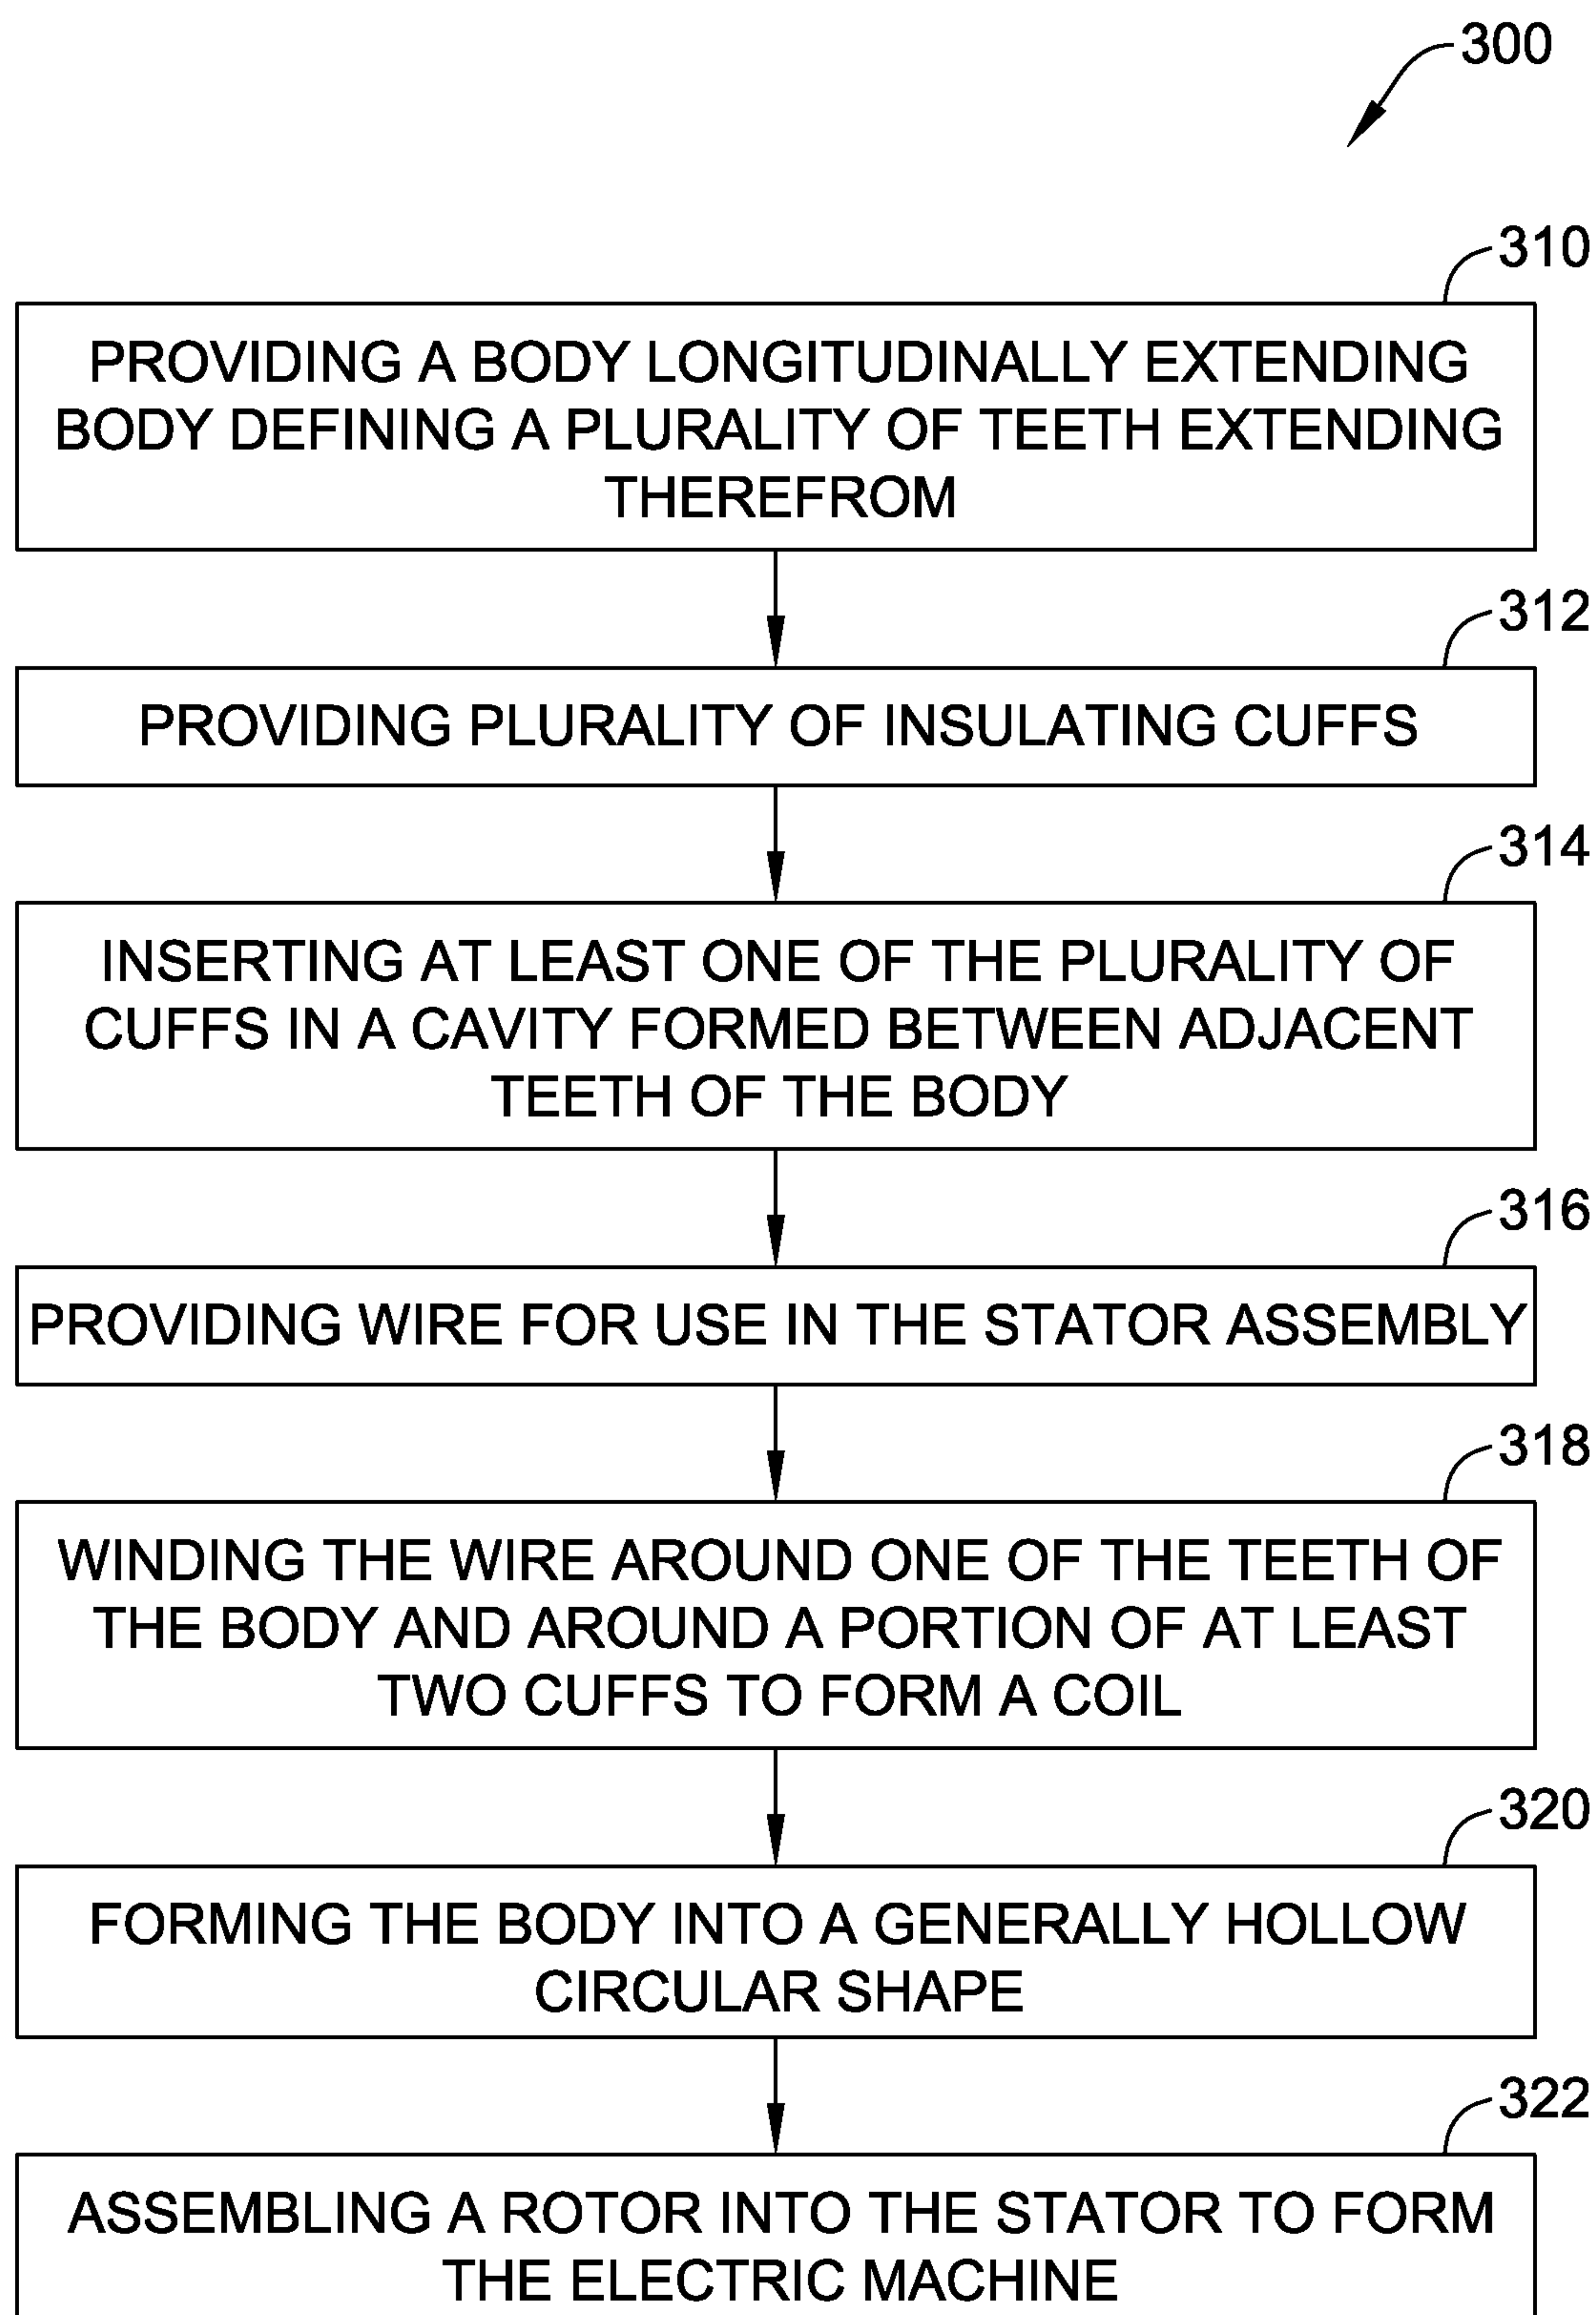 300
310
PROVIDING A BODY LONGITUDINALLY EXTENDING
BODY DEFINING A PLURALITY OF TEETH EXTENDING
THEREFROM
312
PROVIDING PLURALITY OF INSULATING CUFFS
314
INSERTING AT LEAST ONE OF THE PLURALITY OF
CUFFS IN A CAVITY FORMED BETWEEN ADJACENT
TEETH OF THE BODY
316
PROVIDING WIRE FOR USE IN THE STATOR ASSEMBLY
318
WINDING THE WIRE AROUND ONE OF THE TEETH OF
THE BODY AND AROUND A PORTION OF AT LEAST
TWO CUFFS TO FORM A COIL
320
FORMING THE BODY INTO A GENERALLY HOLLOW
CIRCULAR SHAPE
322
ASSEMBLING A ROTOR INTO THE STATOR TO FORM
THE ELECTRIC MACHINE